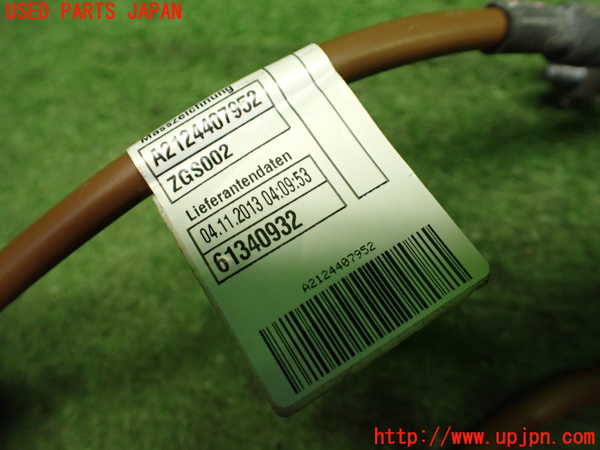 USED PARTS JAPAN
Masszeichnung
A2124407952
ZGS002
Lieferantendaten
04.11.2013 04:09:53
61340932
A2124407952
http://www.upjpn.com/